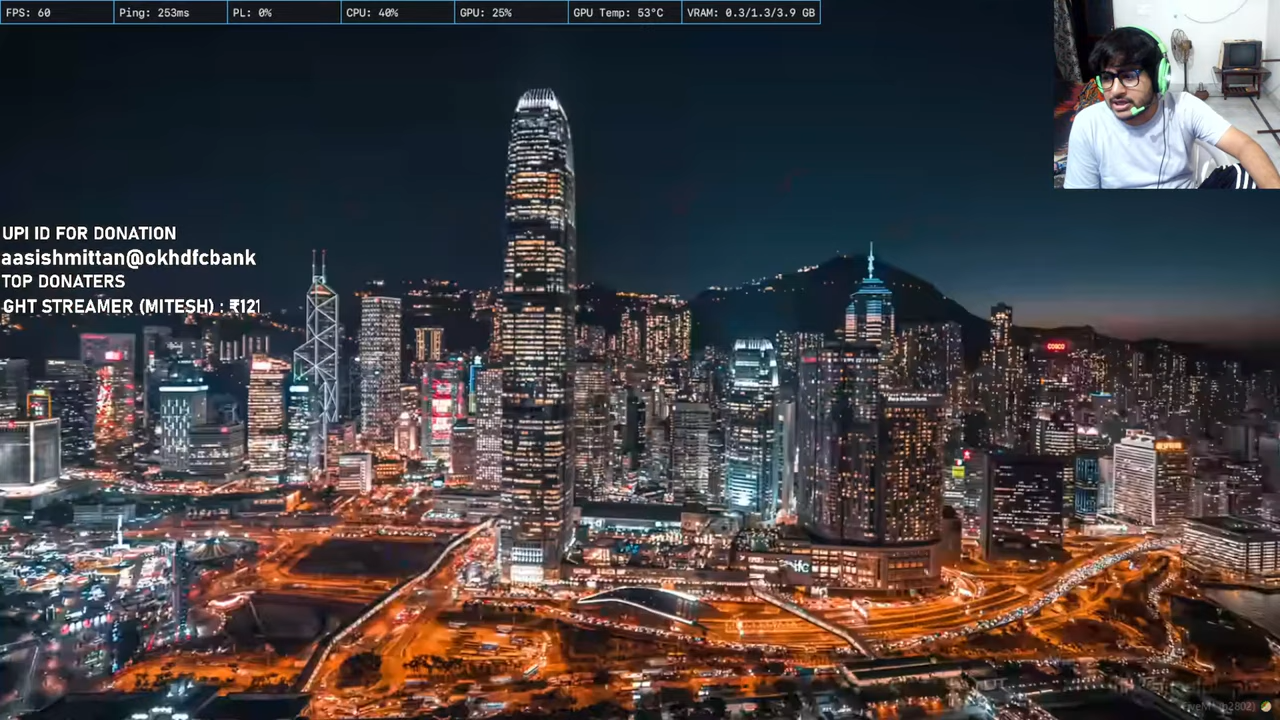 FPS: 60 Ping: 253ms PL: 0% CPU: 40% GPU: 25% GPU Temp: 53°C VRAM: 0.3/1.3/3.9 GB
UPI ID FOR DONATION
aasishmittan@okhdfcbank
TOP DONATERS
GHT STREAMER (MITESH) : ₹121
COSCO
ifc